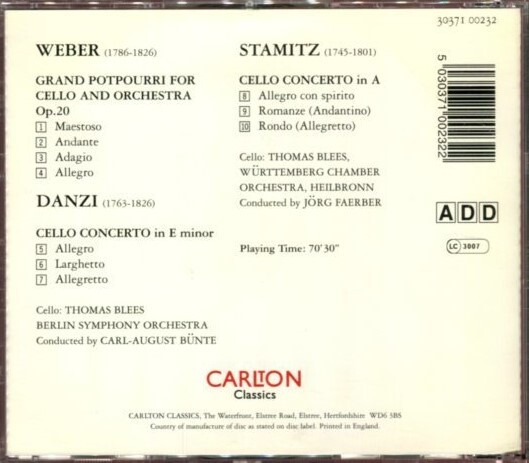 30371 00232
WEBER (1786-1826)
GRAND POTPOURRI FOR
CELLO AND ORCHESTRA
Op.20
1 Maestoso
2 Andante
3 Adagio
4 Allegro
DANZI (1763-1826)
CELLO CONCERTO in E minor
5 Allegro
6 Larghetto
7 Allegretto
Cello: THOMAS BLEES
BERLIN SYMPHONY ORCHESTRA
Conducted by CARL-AUGUST BÜNTE
STAMITZ (1745-1801)
CELLO CONCERTO in A
8 Allegro con spirito
9 Romanze (Andantino)
10 Rondo (Allegretto)
Cello: THOMAS BLEES,
WÜRTTEMBERG CHAMBER
ORCHESTRA, HEILBRONN
Conducted by JÖRG FAERBER
Playing Time: 70'30"
5 030371 002322
ADD
LC 3007
CARLTON
Classics
CARLTON CLASSICS, The Waterfront, Elstree Road, Elstree, Hertfordshire WD6 3BS
Country of manufacture of disc as stated on disc label. Printed in England.